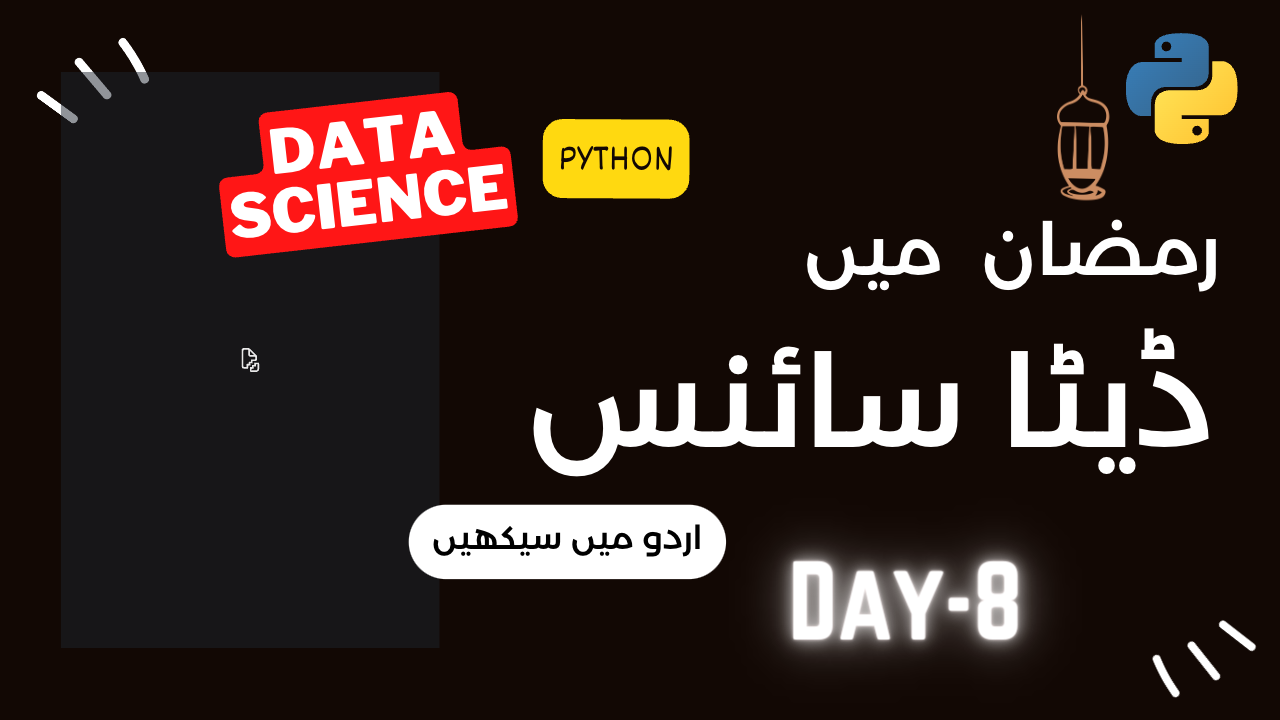 DATA
SCIENCE
PYTHON
رمضان میں
ڈیٹا سائنس
اردو میں سیکھیں
DAY-8